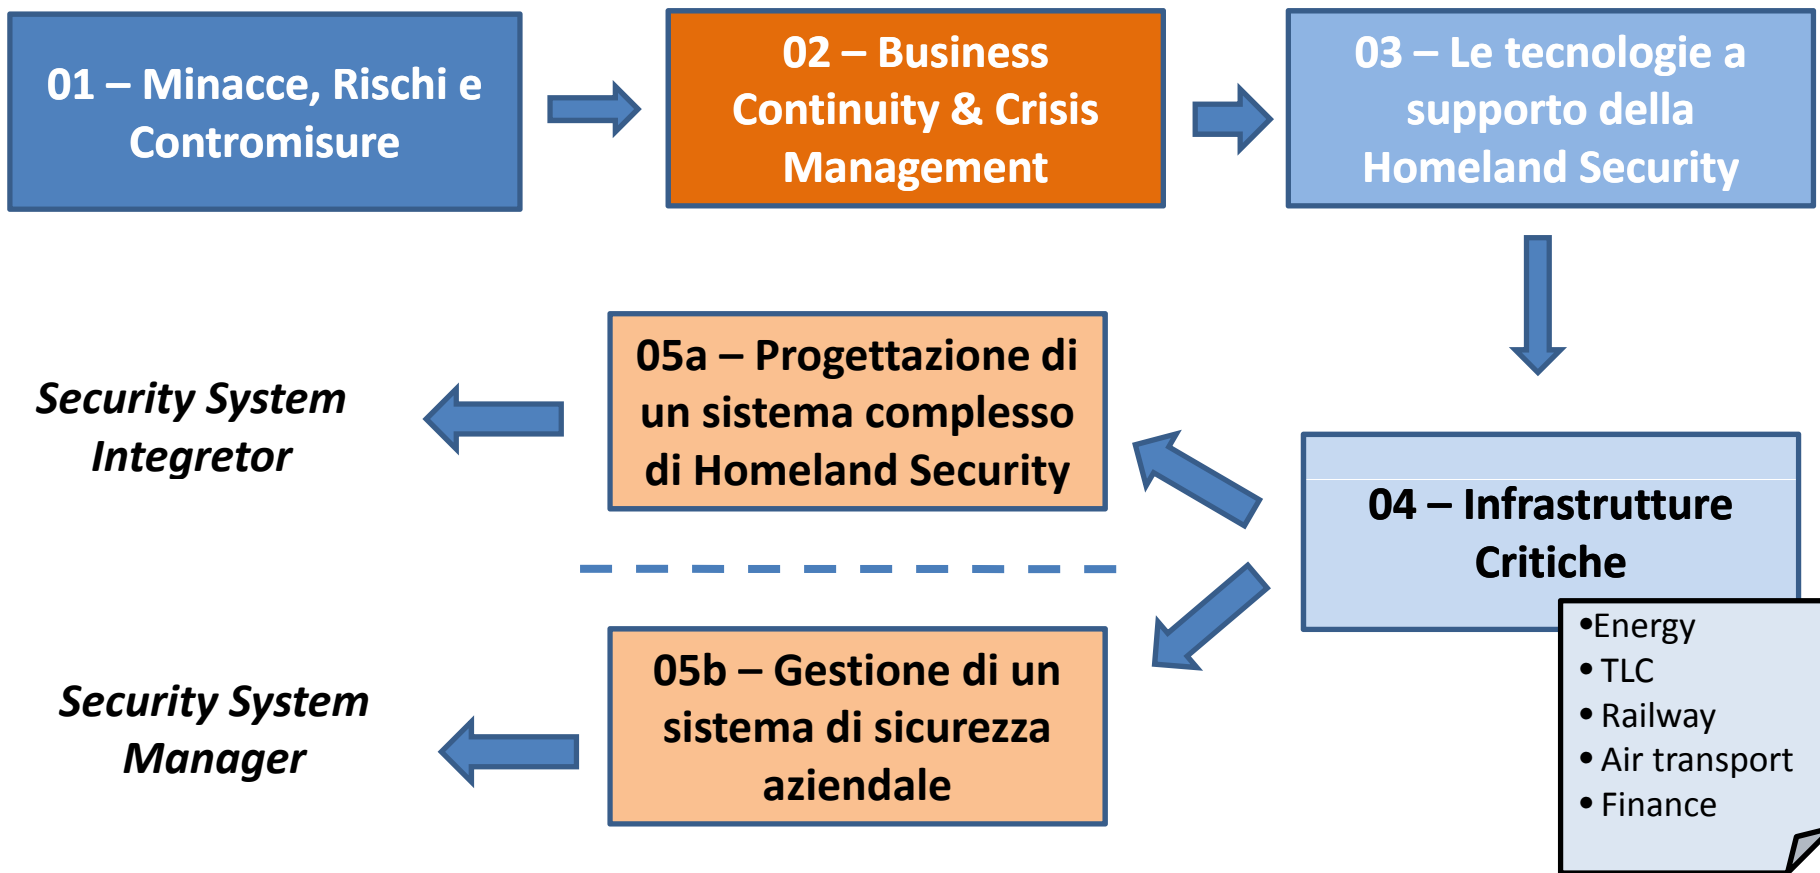 01 – Minacce, Rischi e
Contromisure
02 – Business
Continuity & Crisis
Management
03 – Le tecnologie a
supporto della
Homeland Security
Security System
Integretor
05a – Progettazione di
un sistema complesso
di Homeland Security
04 – Infrastrutture
Critiche
•Energy
• TLC
• Railway
• Air transport
• Finance
Security System
Manager
05b – Gestione di un
sistema di sicurezza
aziendale